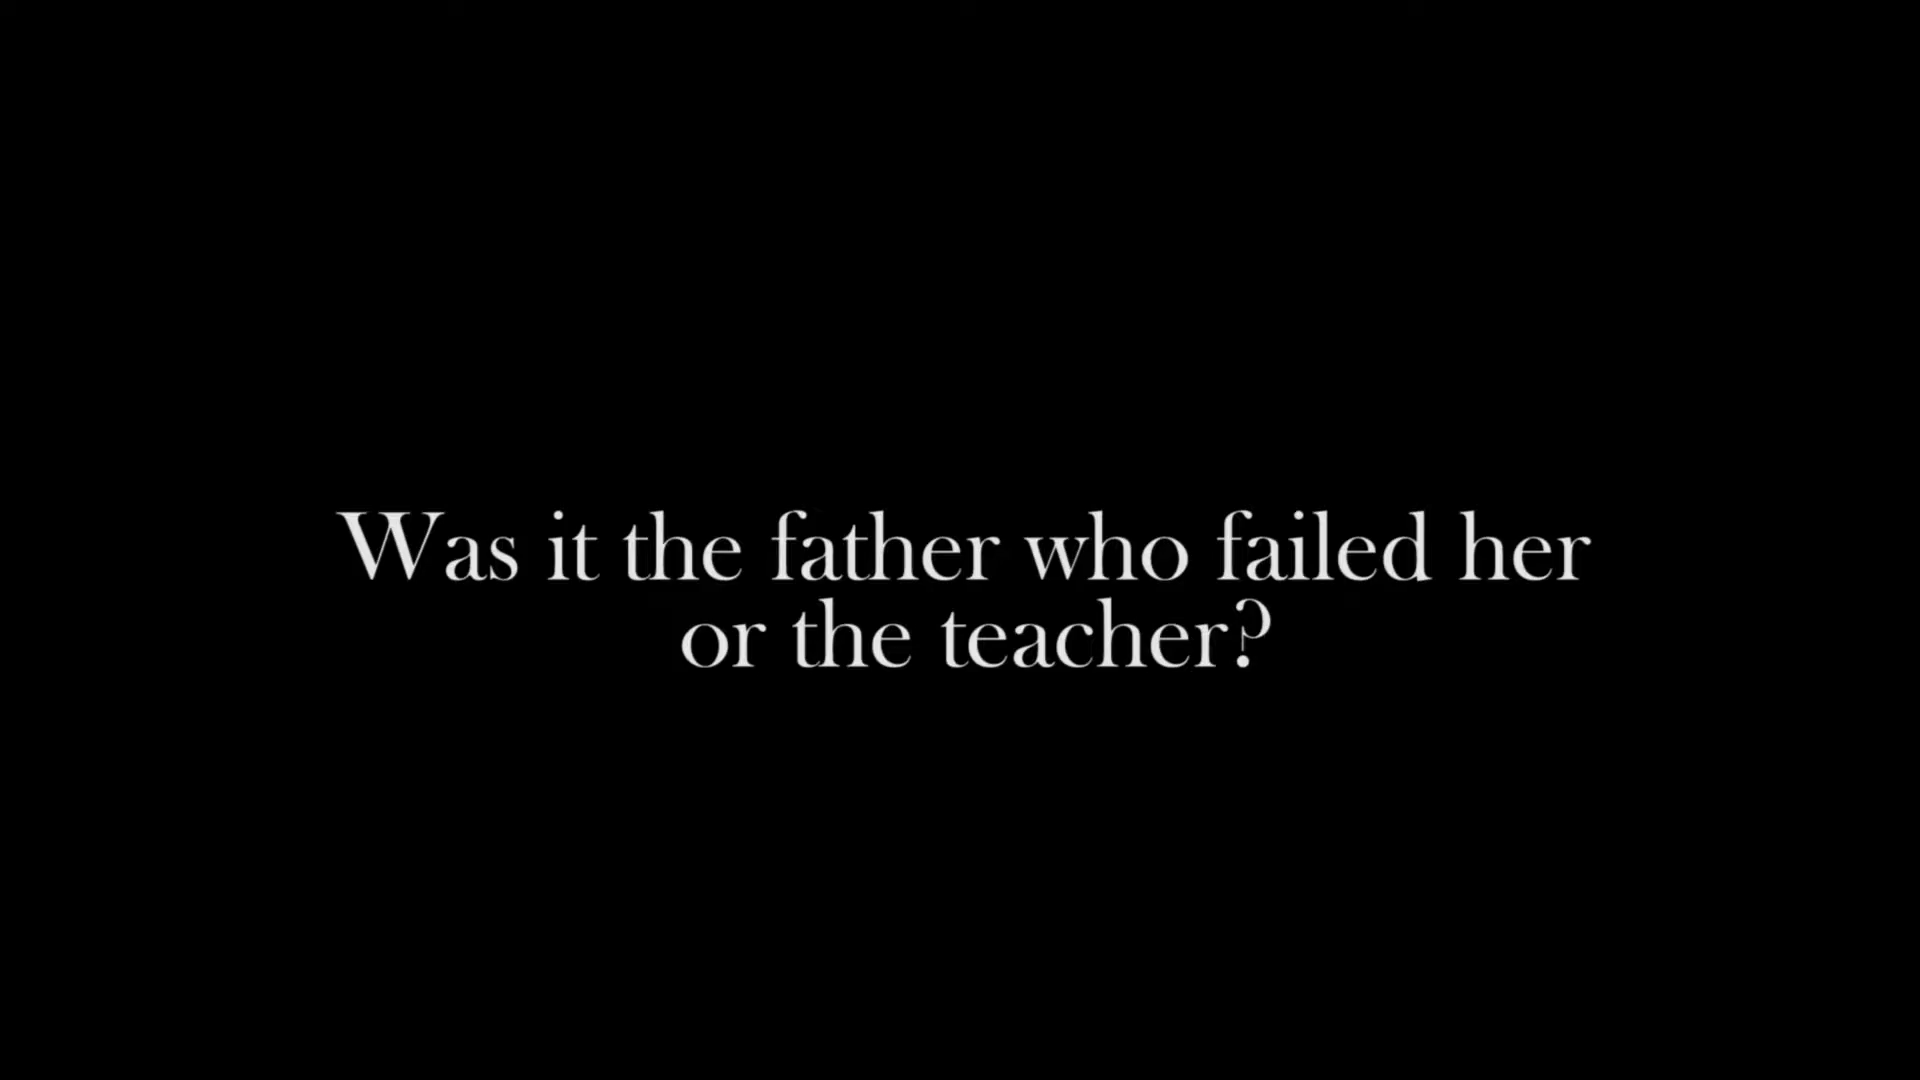 Was it the father who failed her
or the teacher?